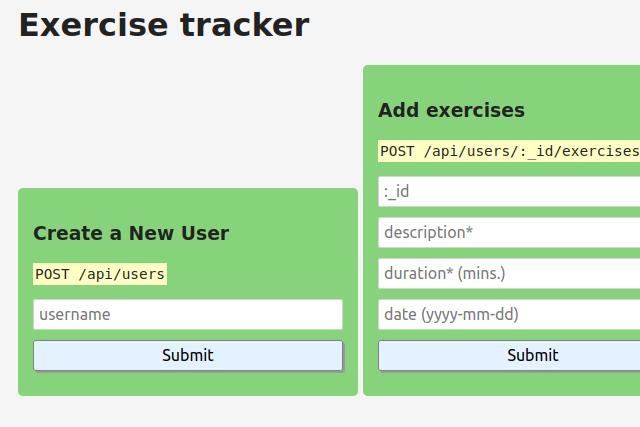 Exercise tracker
Create a New User
POST /api/users
username
Submit
Add exercises
POST /api/users/:_id/exercises
:_id
description*
duration* (mins.)
date (yyyy-mm-dd)
Submit